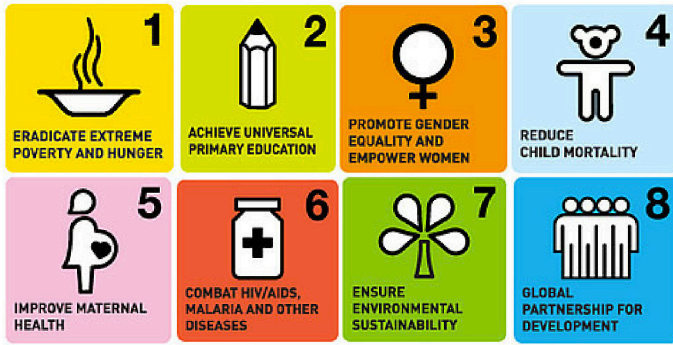 1
ERADICATE EXTREME
POVERTY AND HUNGER
2
ACHIEVE UNIVERSAL
PRIMARY EDUCATION
3
PROMOTE GENDER
EQUALITY AND
EMPOWER WOMEN
4
REDUCE
CHILD MORTALITY
5
IMPROVE MATERNAL
HEALTH
6
COMBAT HIV/AIDS,
MALARIA AND OTHER
DISEASES
7
ENSURE
ENVIRONMENTAL
SUSTAINABILITY
8
GLOBAL
PARTNERSHIP FOR
DEVELOPMENT